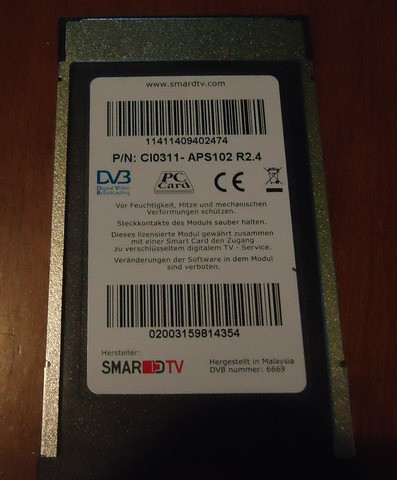 www.smardtv.com
11411409402474
P/N: CI0311- APS102 R2.4
DVB
Digital Video
Broadcasting
PC
Card
CE
Vor Feuchtigkeit, Hitze und mechanischen
Verformungen schützen.
Steckkontakte des Moduls sauber halten.
Dieses lizensierte Modul gewährt zusammen
mit einer Smart Card den Zugang
zu verschlüsseltem digitalem TV - Service.
Veränderungen der Software in dem Modul
sind verboten.
02003159814354
Hersteller:
SMARDTV
Hergestellt in Malaysia
DVB nummer: 6669